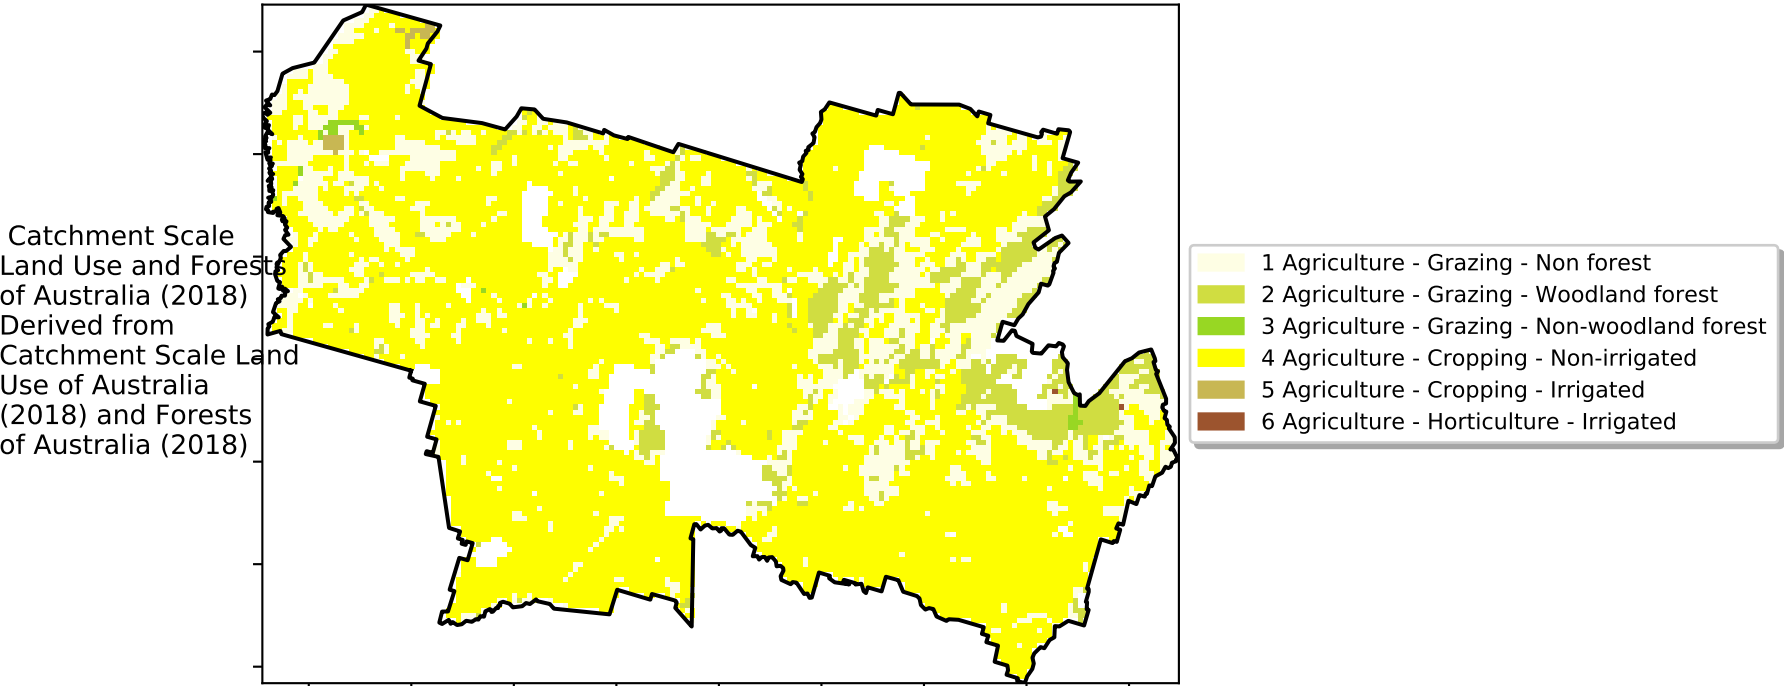 Catchment Scale
Land Use and Forests
of Australia (2018)
Derived from
Catchment Scale Land
Use of Australia
(2018) and Forests
of Australia (2018)
1 Agriculture - Grazing - Non forest
2 Agriculture - Grazing - Woodland forest
3 Agriculture - Grazing - Non-woodland forest
4 Agriculture - Cropping - Non-irrigated
5 Agriculture - Cropping - Irrigated
6 Agriculture - Horticulture - Irrigated